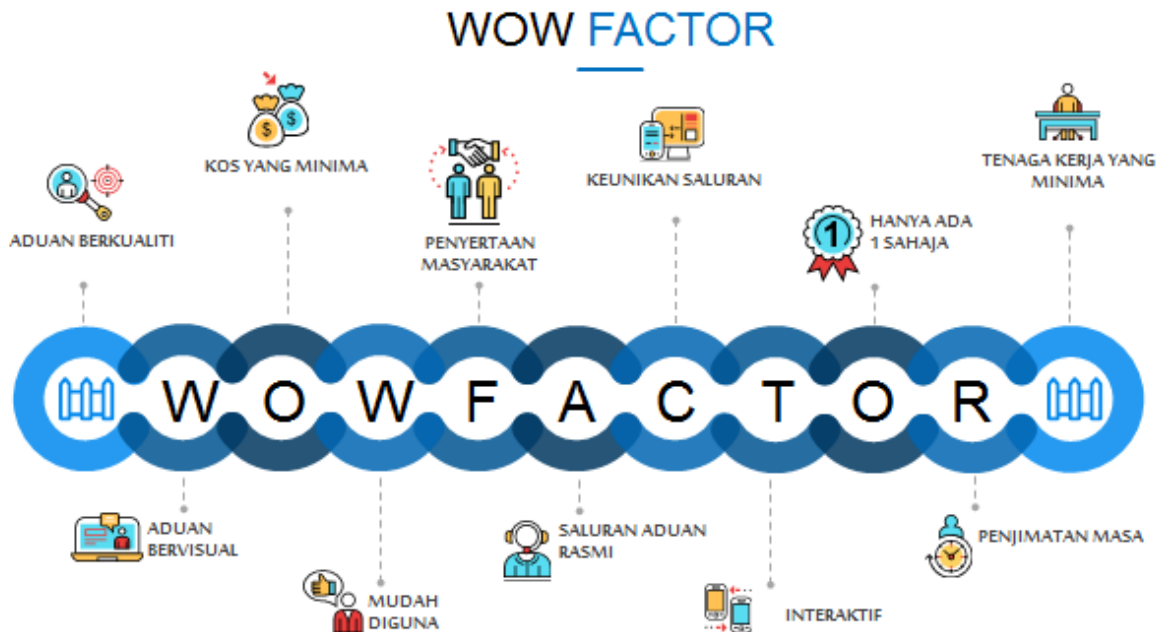 WOW FACTOR
KOS YANG MINIMA
TENAGA KERJA YANG
MINIMA
KEUNIKAN SALURAN
ADUAN BERKUALITI
PENYERTAAN
MASYARAKAT
1
HANYA ADA
1 SAHAJA
W O W F A C T O R
ADUAN
BERVISUAL
SALURAN ADUAN
RASMI
PENJIMATAN MASA
MUDAH
DIGUNA
INTERAKTIF